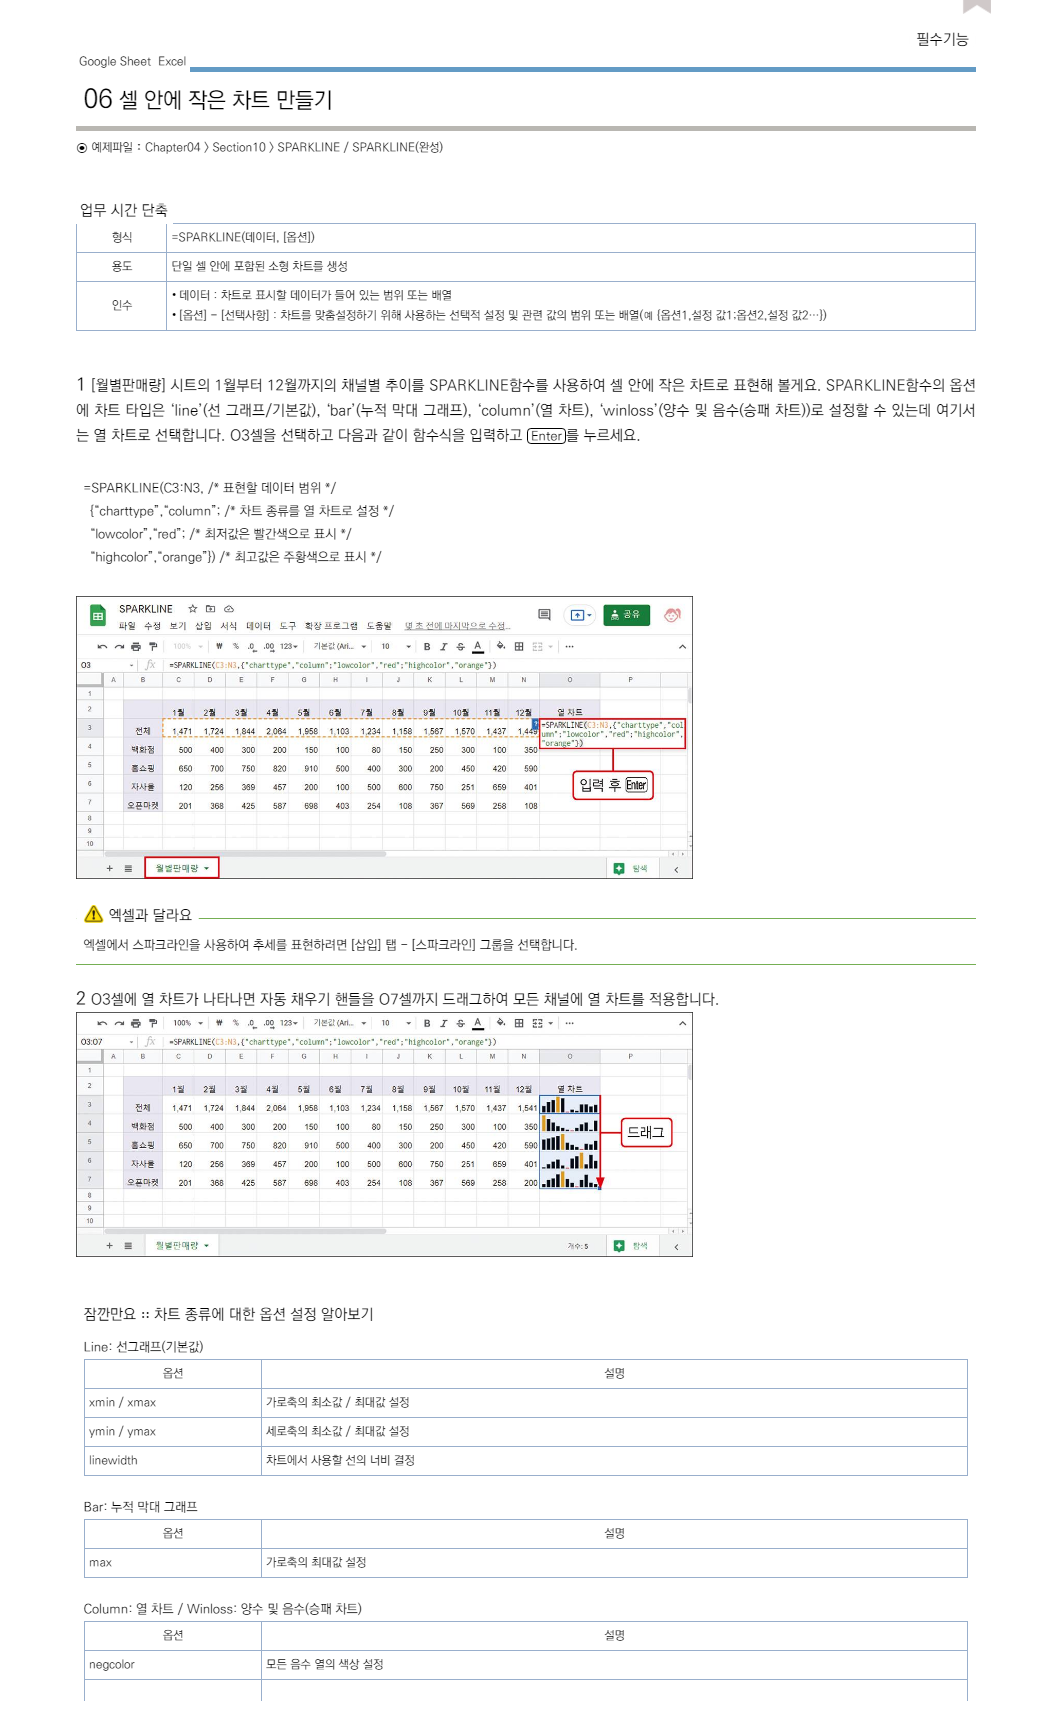 필수기능
Google Sheet Excel
06 셀 안에 작은 차트 만들기
예제파일 : Chapter04 〉 Section10 〉 SPARKLINE / SPARKLINE(완성)
업무 시간 단축
형식 =SPARKLINE(데이터, [옵션])
용도 단일 셀 안에 포함된 소형 차트를 생성
인수
• 데이터 : 차트로 표시할 데이터가 들어 있는 범위 또는 배열
• [옵션] - [선택사항] : 차트를 맞춤설정하기 위해 사용하는 선택적 설정 및 관련 값의 범위 또는 배열(예 {옵션1,설정 값1;옵션2,설정 값2…})
1 [월별판매량] 시트의 1월부터 12월까지의 채널별 추이를 SPARKLINE함수를 사용하여 셀 안에 작은 차트로 표현해 볼게요. SPARKLINE함수의 옵션
에 차트 타입은 ‘line’(선 그래프/기본값), ‘bar’(누적 막대 그래프), ‘column’(열 차트), ‘winloss’(양수 및 음수(승패 차트))로 설정할 수 있는데 여기서
는 열 차트로 선택합니다. O3셀을 선택하고 다음과 같이 함수식을 입력하고 Enter를 누르세요.
=SPARKLINE(C3:N3, /* 표현할 데이터 범위 */
{“charttype”,“column”; /* 차트 종류를 열 차트로 설정 */
“lowcolor”,“red”; /* 최저값은 빨간색으로 표시 */
“highcolor”,“orange”}) /* 최고값은 주황색으로 표시 */
SPARKLINE
공유
파일 수정 보기 삽입 서식 데이터 도구 확장 프로그램 도움말 몇 초 전에 마지막으로 수정...
100% ₩ % .0 .00 123 기본값 (Ari... 10 B I S A
O3 fx =SPARKLINE(C3:N3,{"charttype","column";"lowcolor","red";"highcolor","orange"})
A B C D E F G H I J K L M N O P
1
2 1월 2월 3월 4월 5월 6월 7월 8월 9월 10월 11월 12월 열 차트
3 전체 1,471 1,724 1,844 2,064 1,958 1,103 1,234 1,158 1,567 1,570 1,437 1,449
=SPARKLINE(C3:N3,{"charttype","col
umn";"lowcolor","red";"highcolor",
"orange"})
4 백화점 500 400 300 200 150 100 80 150 250 300 100 350
5 홈쇼핑 650 700 750 820 910 500 400 300 200 450 420 590
6 자사몰 120 256 369 457 200 100 500 600 750 251 659 401
입력 후 Enter
7 오픈마켓 201 368 425 587 698 403 254 108 367 569 258 108
8
9
10
+ ≡ 월별판매량 탐색
엑셀과 달라요
엑셀에서 스파크라인을 사용하여 추세를 표현하려면 [삽입] 탭 - [스파크라인] 그룹을 선택합니다.
2 O3셀에 열 차트가 나타나면 자동 채우기 핸들을 O7셀까지 드래그하여 모든 채널에 열 차트를 적용합니다.
100% ₩ % .0 .00 123 기본값 (Ari... 10 B I S A
O3:O7 fx =SPARKLINE(C3:N3,{"charttype","column";"lowcolor","red";"highcolor","orange"})
A B C D E F G H I J K L M N O P
1
2 1월 2월 3월 4월 5월 6월 7월 8월 9월 10월 11월 12월 열 차트
3 전체 1,471 1,724 1,844 2,064 1,958 1,103 1,234 1,158 1,567 1,570 1,437 1,541
4 백화점 500 400 300 200 150 100 80 150 250 300 100 350
드래그
5 홈쇼핑 650 700 750 820 910 500 400 300 200 450 420 590
6 자사몰 120 256 369 457 200 100 500 600 750 251 659 401
7 오픈마켓 201 368 425 587 698 403 254 108 367 569 258 200
8
9
10
+ ≡ 월별판매량 개수: 5 탐색
잠깐만요 :: 차트 종류에 대한 옵션 설정 알아보기
Line: 선그래프(기본값)
옵션 설명
xmin / xmax 가로축의 최소값 / 최대값 설정
ymin / ymax 세로축의 최소값 / 최대값 설정
linewidth 차트에서 사용할 선의 너비 결정
Bar: 누적 막대 그래프
옵션 설명
max 가로축의 최대값 설정
Column: 열 차트 / Winloss: 양수 및 음수(승패 차트)
옵션 설명
negcolor 모든 음수 열의 색상 설정